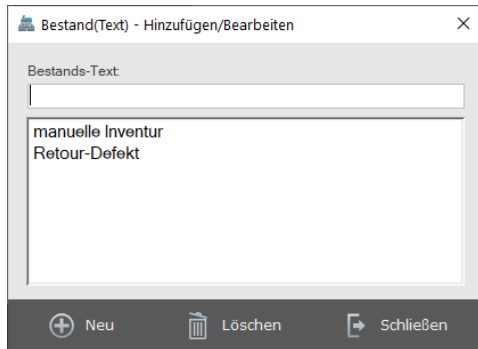 Bestand(Text) - Hinzufügen/Bearbeiten
Bestands-Text:
manuelle Inventur
Retour-Defekt
Neu Löschen Schließen